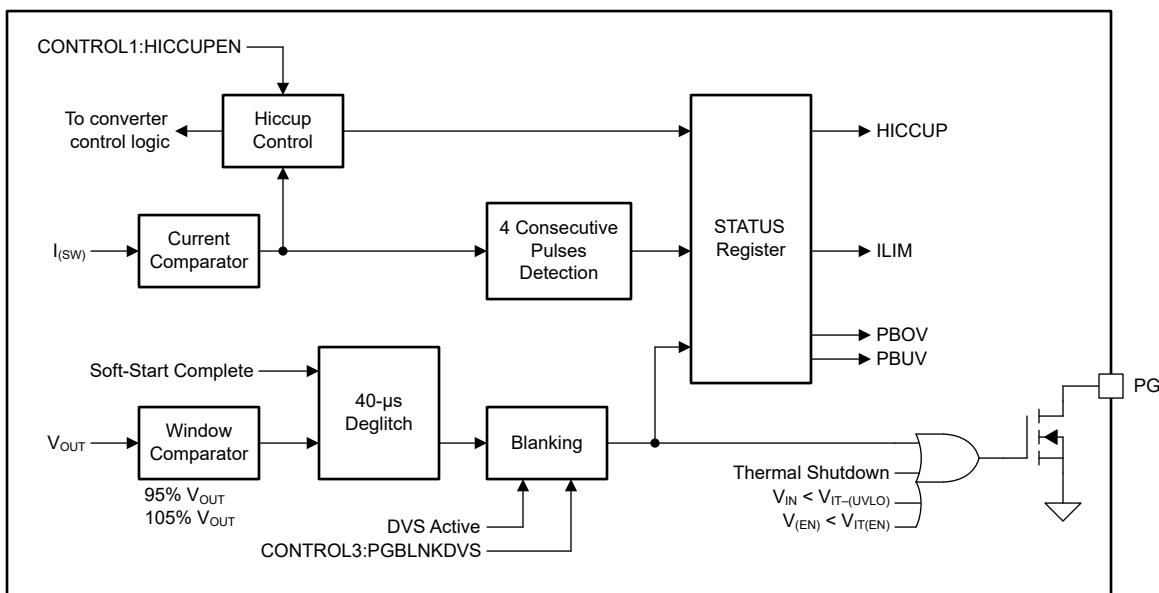 CONTROL1:HICCUPEN
To converter
control logic
Hiccup
Control
HICCUP
I(SW)
Current
Comparator
4 Consecutive
Pulses
Detection
STATUS
Register
ILIM
PBOV
PBUV
Soft-Start Complete
40-µs
Deglitch
PG
VOUT
Window
Comparator
Blanking
95% VOUT
105% VOUT
Thermal Shutdown
VIN < VIT–(UVLO)
V(EN) < VIT(EN)
DVS Active
CONTROL3:PGBLNKDVS